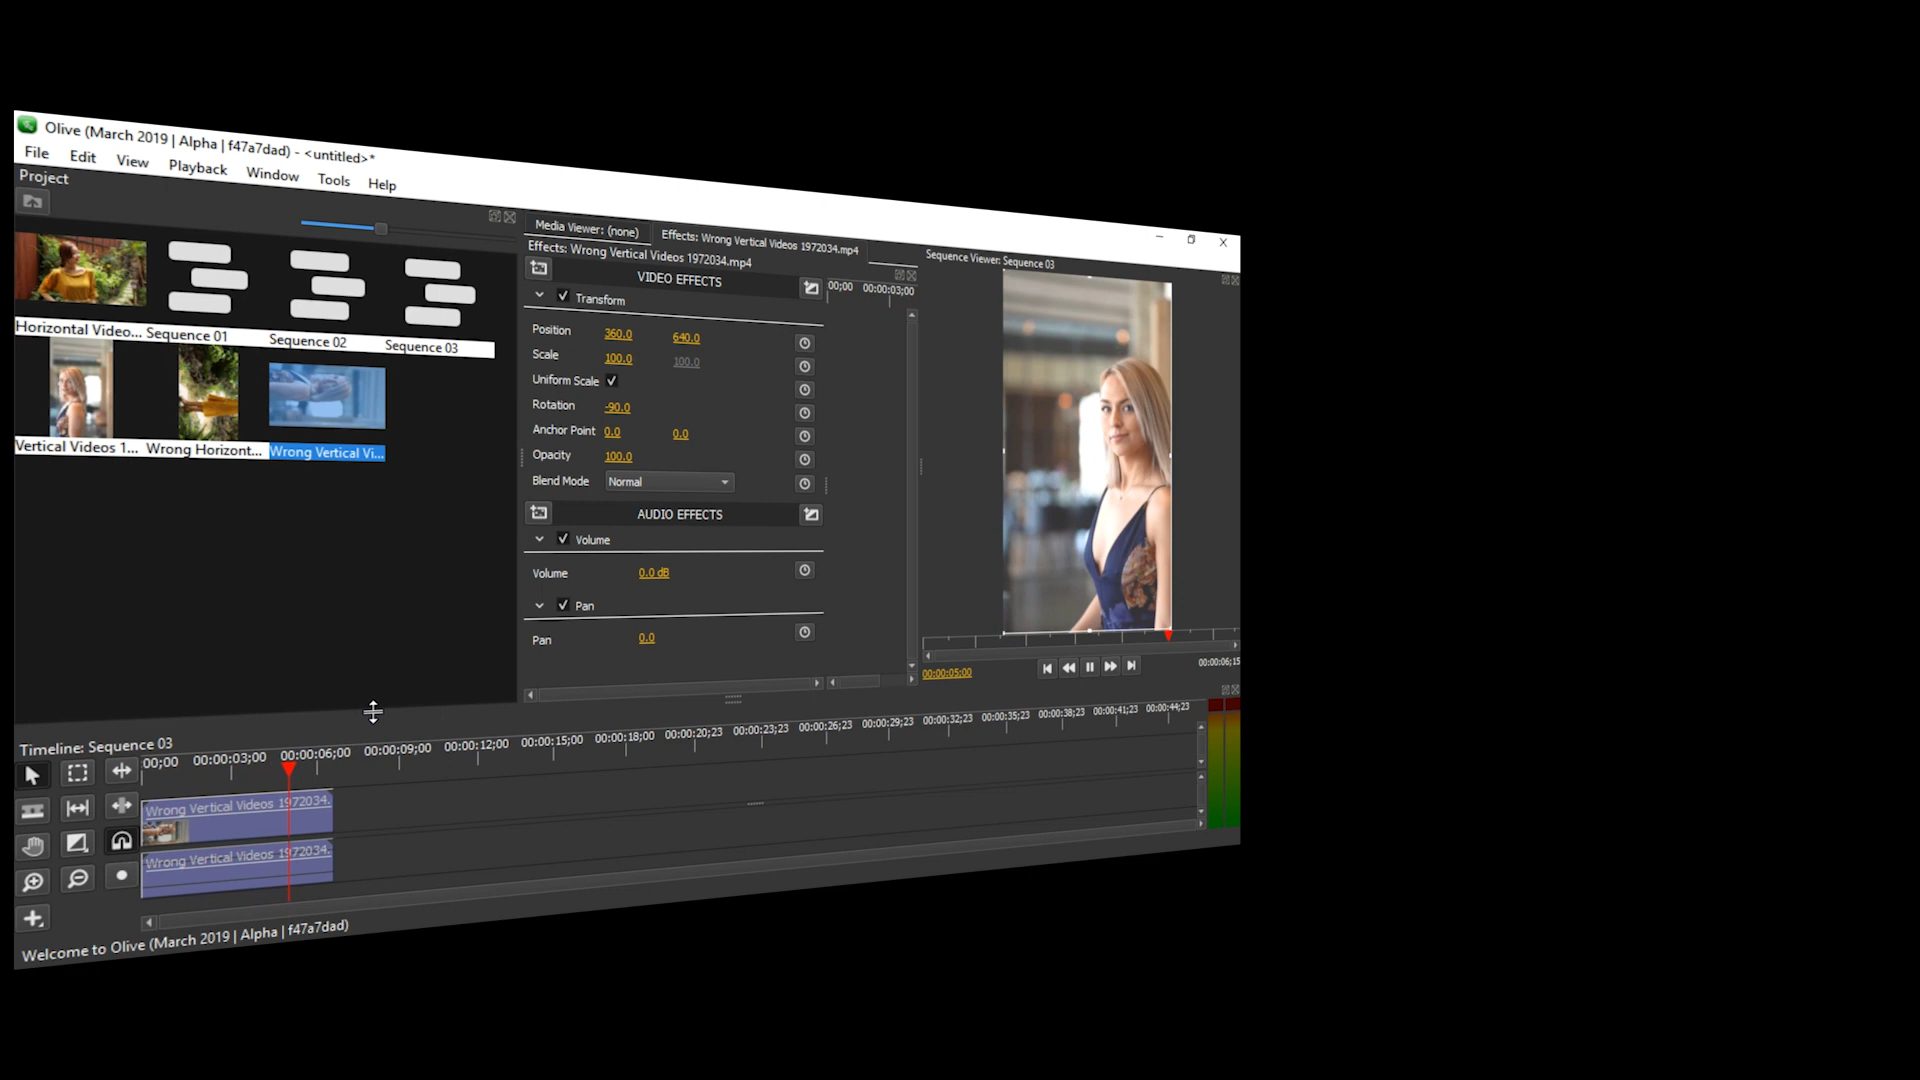 Olive (March 2019 | Alpha | f47a7dad) - <untitled>*
File Edit View Playback Window Tools Help
Project
Horizontal Video... Sequence 01 Sequence 02 Sequence 03
Vertical Videos 1... Wrong Horizont... Wrong Vertical Vi...
Media Viewer: (none) Effects: Wrong Vertical Videos 1972034.mp4
Effects: Wrong Vertical Videos 1972034.mp4
VIDEO EFFECTS
00;00 00:00:03;00
Transform
Position 360.0 640.0
Scale 100.0 100.0
Uniform Scale
Rotation -90.0
Anchor Point 0.0 0.0
Opacity 100.0
Blend Mode Normal
AUDIO EFFECTS
Volume
Volume 0.0 dB
Pan
Pan 0.0
Sequence Viewer: Sequence 03
00:00:05;00 00:00:06;15
Timeline: Sequence 03
00;00 00:00:03;00 00:00:06;00 00:00:09;00 00:00:12;00 00:00:15;00 00:00:18;00 00:00:20;23 00:00:23;23 00:00:26;23 00:00:29;23 00:00:32;23 00:00:35;23 00:00:38;23 00:00:41;23 00:00:44;23
Wrong Vertical Videos 1972034.
Wrong Vertical Videos 1972034.
Welcome to Olive (March 2019 | Alpha | f47a7dad)